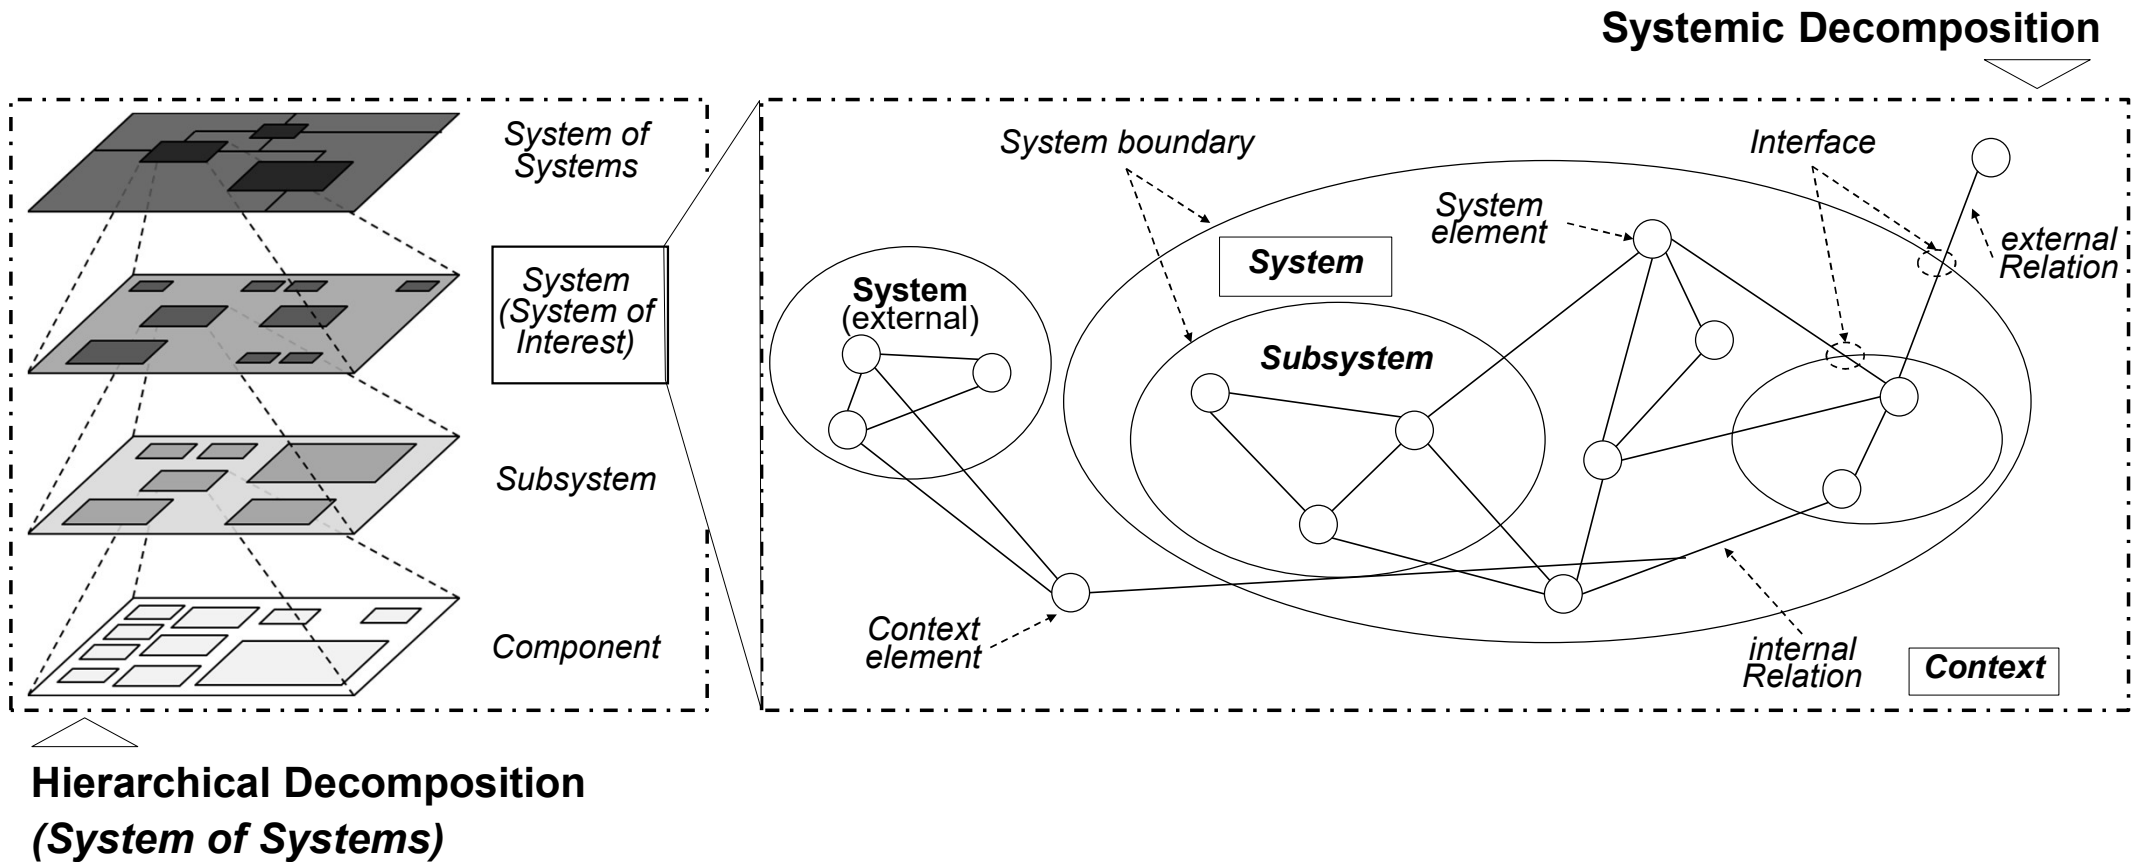 Systemic Decomposition
System of
Systems
System
(System of
Interest)
Subsystem
Component
Hierarchical Decomposition
(System of Systems)
System boundary
Interface
System
element
external
Relation
System
System
(external)
Subsystem
Context
element
internal
Relation
Context